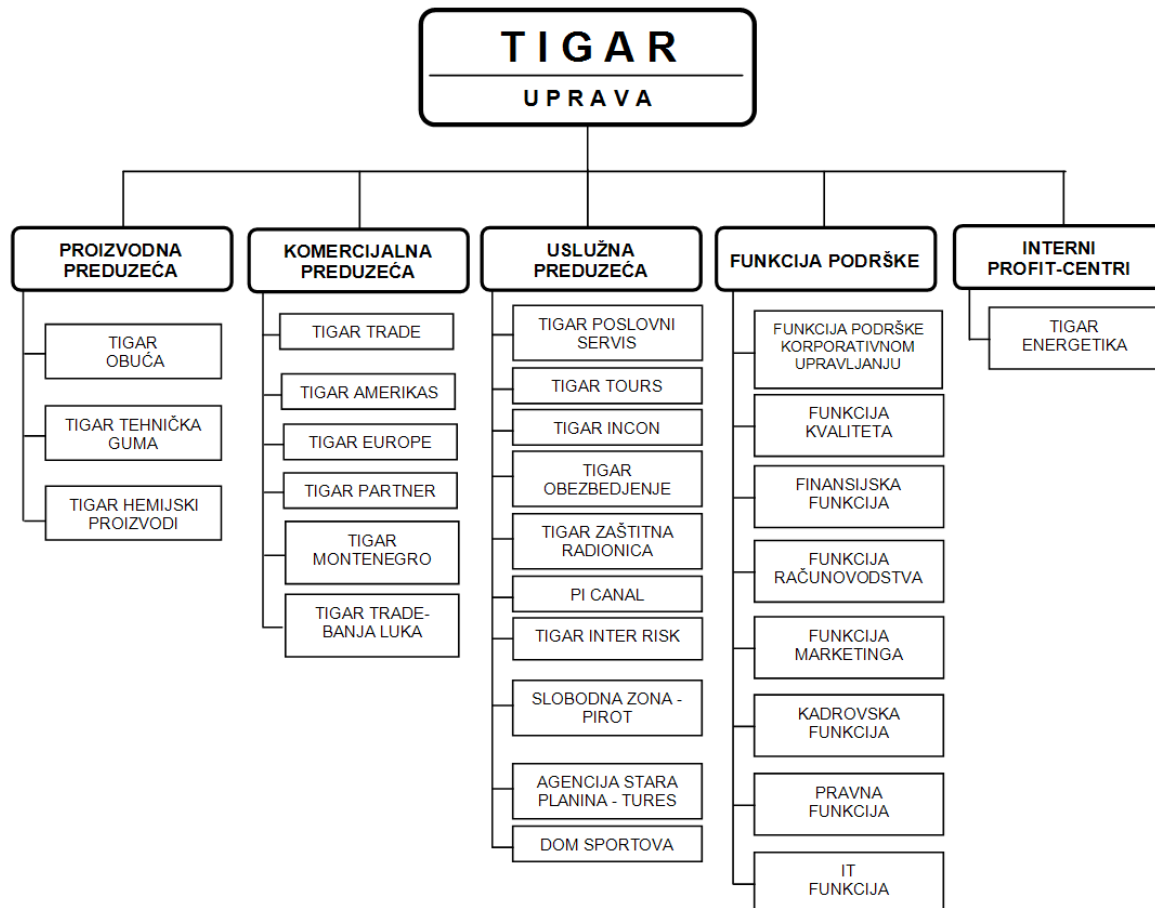 T I G A R
U P R A V A
PROIZVODNA
PREDUZEĆA
TIGAR
OBUĆA
TIGAR TEHNIČKA
GUMA
TIGAR HEMIJSKI
PROIZVODI
KOMERCIJALNA
PREDUZEĆA
TIGAR TRADE
TIGAR AMERIKAS
TIGAR EUROPE
TIGAR PARTNER
TIGAR
MONTENEGRO
TIGAR TRADE-
BANJA LUKA
USLUŽNA
PREDUZEĆA
TIGAR POSLOVNI
SERVIS
TIGAR TOURS
TIGAR INCON
TIGAR
OBEZBEDJENJE
TIGAR ZAŠTITNA
RADIONICA
PI CANAL
TIGAR INTER RISK
SLOBODNA ZONA -
PIROT
AGENCIJA STARA
PLANINA - TURES
DOM SPORTOVA
FUNKCIJA PODRŠKE
FUNKCIJA PODRŠKE
KORPORATIVNOM
UPRAVLJANJU
FUNKCIJA
KVALITETA
FINANSIJSKA
FUNKCIJA
FUNKCIJA
RAČUNOVODSTVA
FUNKCIJA
MARKETINGA
KADROVSKA
FUNKCIJA
PRAVNA
FUNKCIJA
IT
FUNKCIJA
INTERNI
PROFIT-CENTRI
TIGAR
ENERGETIKA